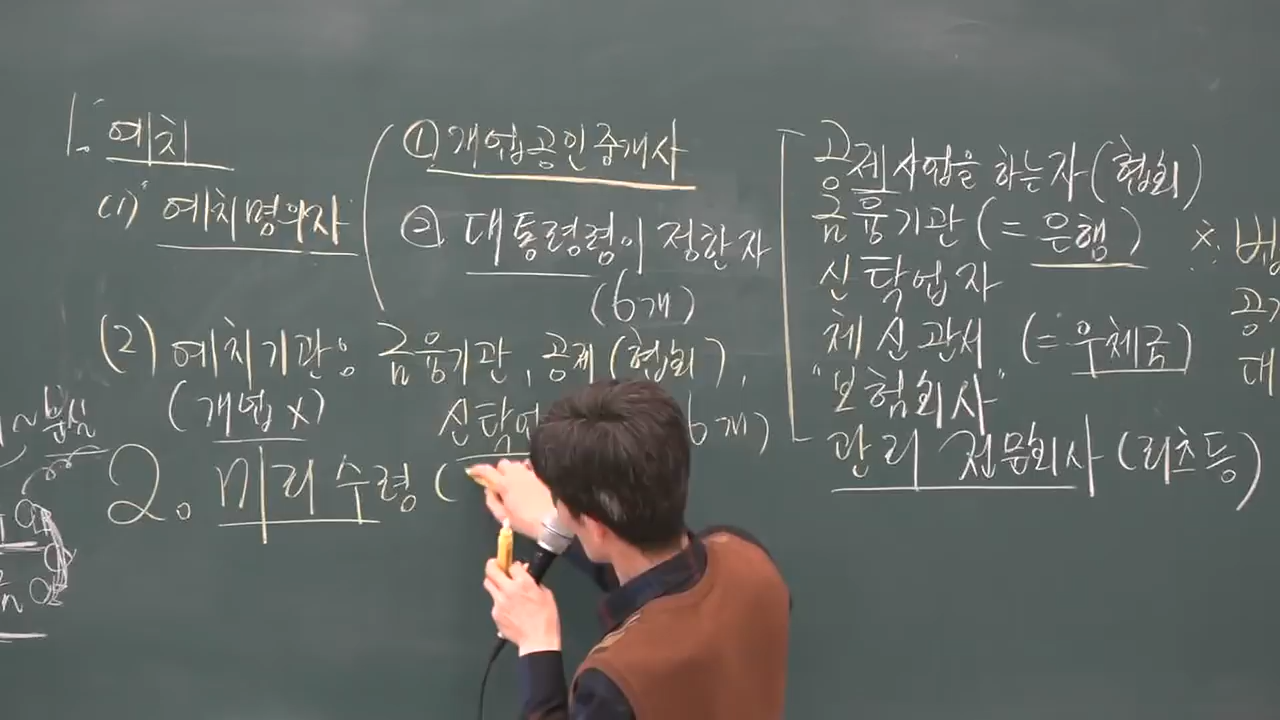 1. 예치
(1) 예치명의자
① 개업공인중개사
② 대통령령이 정한 자
(6개)
공제사업을 하는 자 (협회)
금융기관 (= 은행)
신탁업자
체신관서 (= 우체국)
"보험회사"
관리 전문회사 (리츠 등)
(2) 예치기관: 금융기관, 공제 (협회),
신탁
6개)
(개법 X)
2. 미리 수령 (
※ 법
공
대